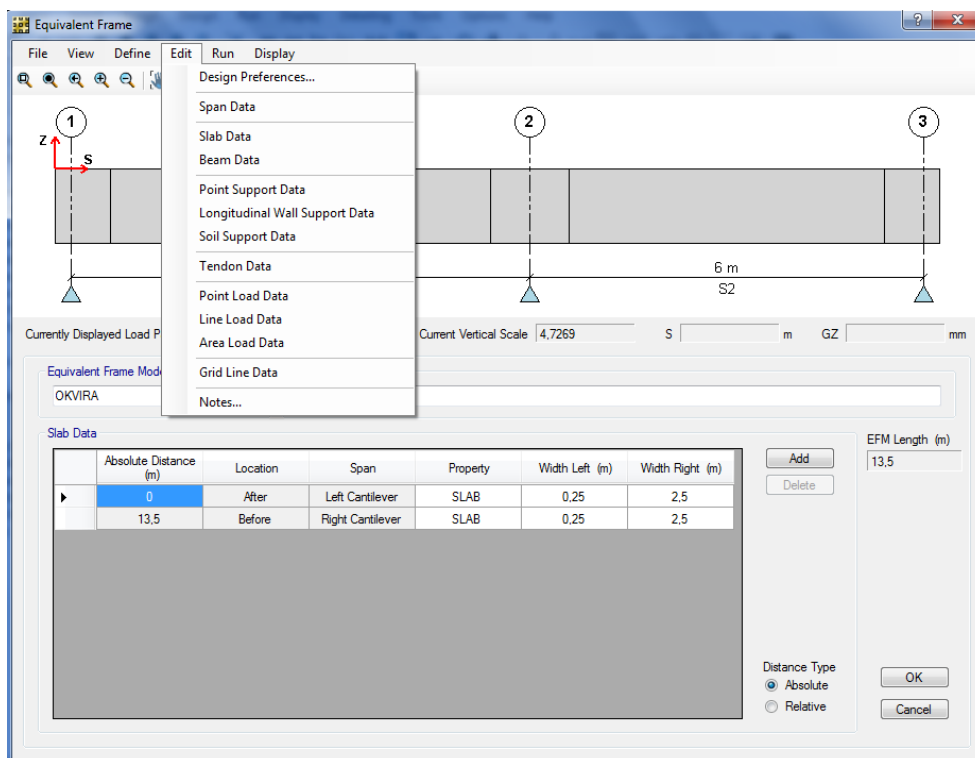 Equivalent Frame
File View Define Edit Run Display
Design Preferences...
Span Data
Slab Data
Beam Data
Point Support Data
Longitudinal Wall Support Data
Soil Support Data
Tendon Data
Point Load Data
Line Load Data
Area Load Data
Grid Line Data
Notes...
1 2 3
Z
S
6 m
S2
Currently Displayed Load P Current Vertical Scale 4,7269 S m GZ mm
Equivalent Frame Mod
OKVIRA
Slab Data
EFM Length (m)
13,5
Absolute Distance (m) Location Span Property Width Left (m) Width Right (m)
0 After Left Cantilever SLAB 0,25 2,5
13,5 Before Right Cantilever SLAB 0,25 2,5
Add
Delete
Distance Type
Absolute
Relative
OK
Cancel